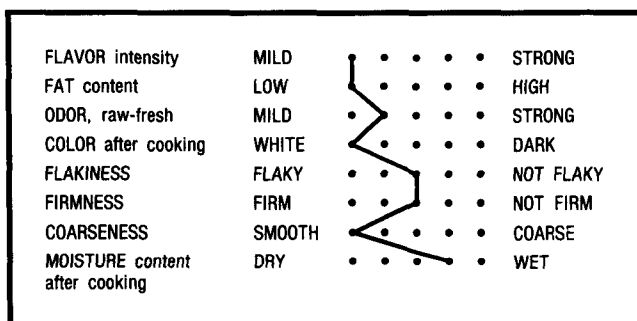 FLAVOR intensity MILD STRONG
FAT content LOW HIGH
ODOR, raw-fresh MILD STRONG
COLOR after cooking WHITE DARK
FLAKINESS FLAKY NOT FLAKY
FIRMNESS FIRM NOT FIRM
COARSENESS SMOOTH COARSE
MOISTURE content DRY WET
after cooking